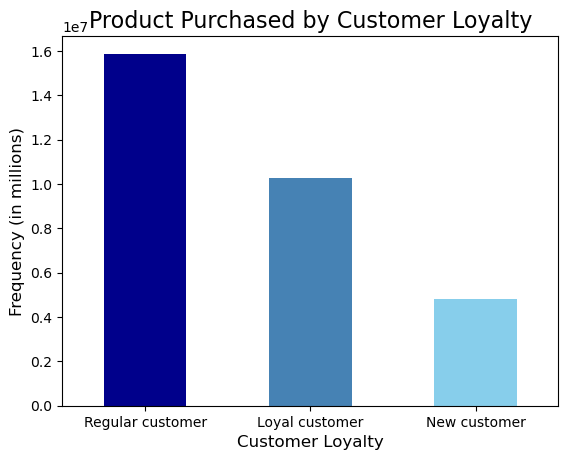 Product Purchased by Customer Loyalty
1e7
1.6
1.4
1.2
1.0
0.8
0.6
0.4
0.2
0.0
Frequency (in millions)
Regular customer
Loyal customer
New customer
Customer Loyalty